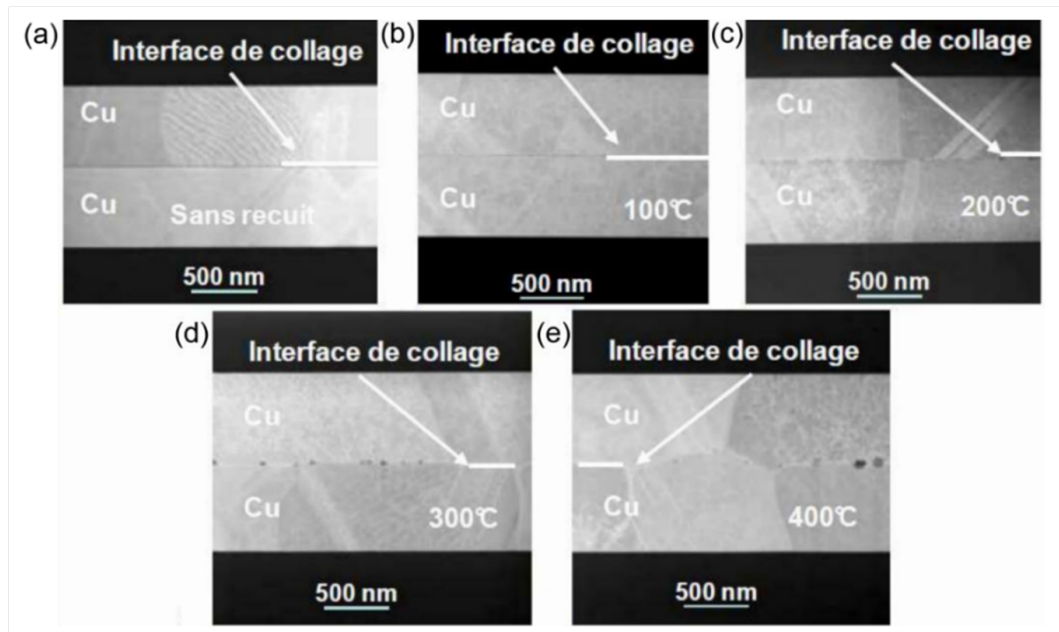 (a)
Interface de collage
Cu
Cu
Sans recuit
500 nm
(b)
Interface de collage
Cu
Cu
100°C
500 nm
(c)
Interface de collage
Cu
Cu
200°C
500 nm
(d)
Interface de collage
Cu
Cu
300°C
500 nm
(e)
Interface de collage
Cu
Cu
400°C
500 nm